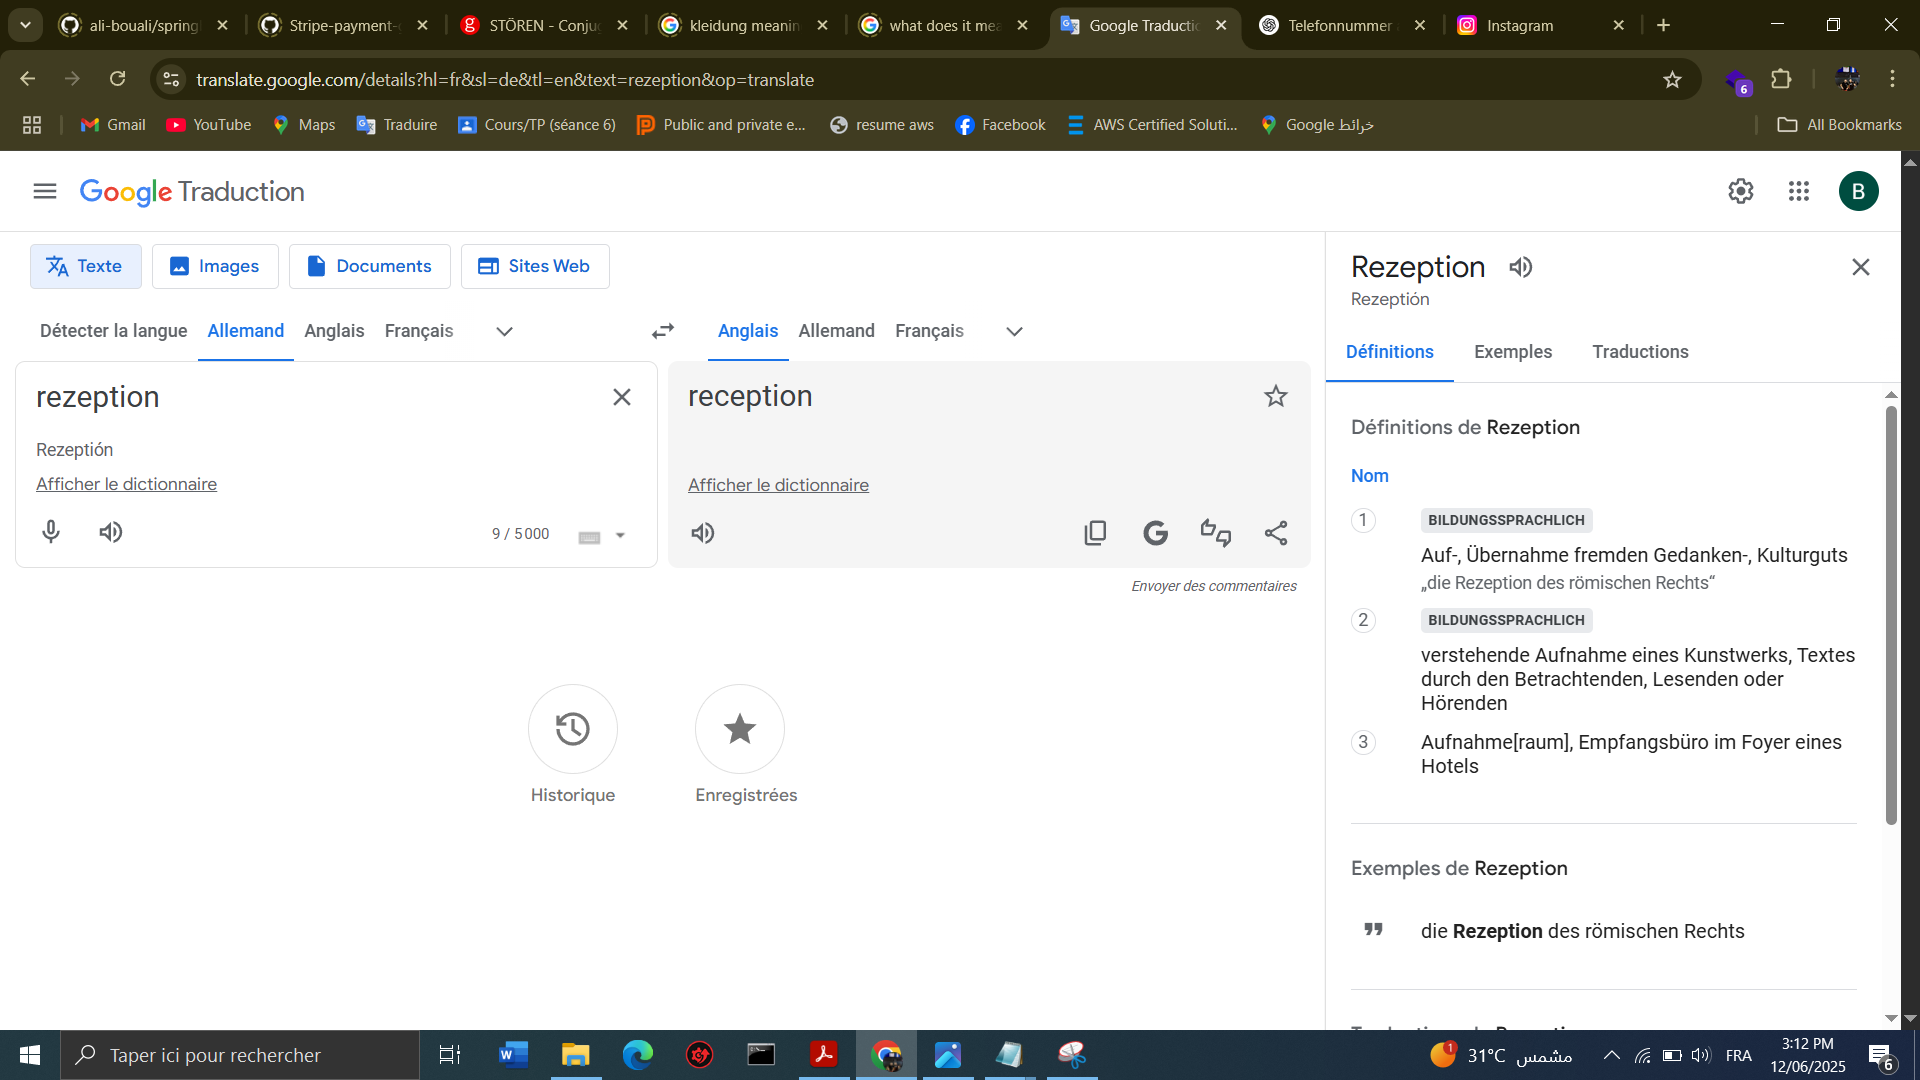 ali-bouali/spring
Stripe-payment-
STÖREN - Conjug
kleidung meanin
what does it mea
Google Traductio
Telefonnummer
Instagram
translate.google.com/details?hl=fr&sl=de&tl=en&text=rezeption&op=translate
6
Gmail
YouTube
Maps
Traduire
Cours/TP (séance 6)
Public and private e...
resume aws
Facebook
AWS Certified Soluti...
خرائط Google
All Bookmarks
Google Traduction
B
Texte
Images
Documents
Sites Web
Détecter la langue
Allemand
Anglais
Français
Anglais
Allemand
Français
rezeption
Rezeptión
Afficher le dictionnaire
9 / 5 000
reception
Afficher le dictionnaire
Envoyer des commentaires
Historique
Enregistrées
Rezeption
Rezeptión
Définitions
Exemples
Traductions
Définitions de Rezeption
Nom
1
BILDUNGSSPRACHLICH
Auf-, Übernahme fremden Gedanken-, Kulturguts
„die Rezeption des römischen Rechts“
2
BILDUNGSSPRACHLICH
verstehende Aufnahme eines Kunstwerks, Textes
durch den Betrachtenden, Lesenden oder
Hörenden
3
Aufnahme[raum], Empfangsbüro im Foyer eines
Hotels
Exemples de Rezeption
die Rezeption des römischen Rechts
Taper ici pour rechercher
1
31°C مشمس
FRA
3:12 PM
12/06/2025
6